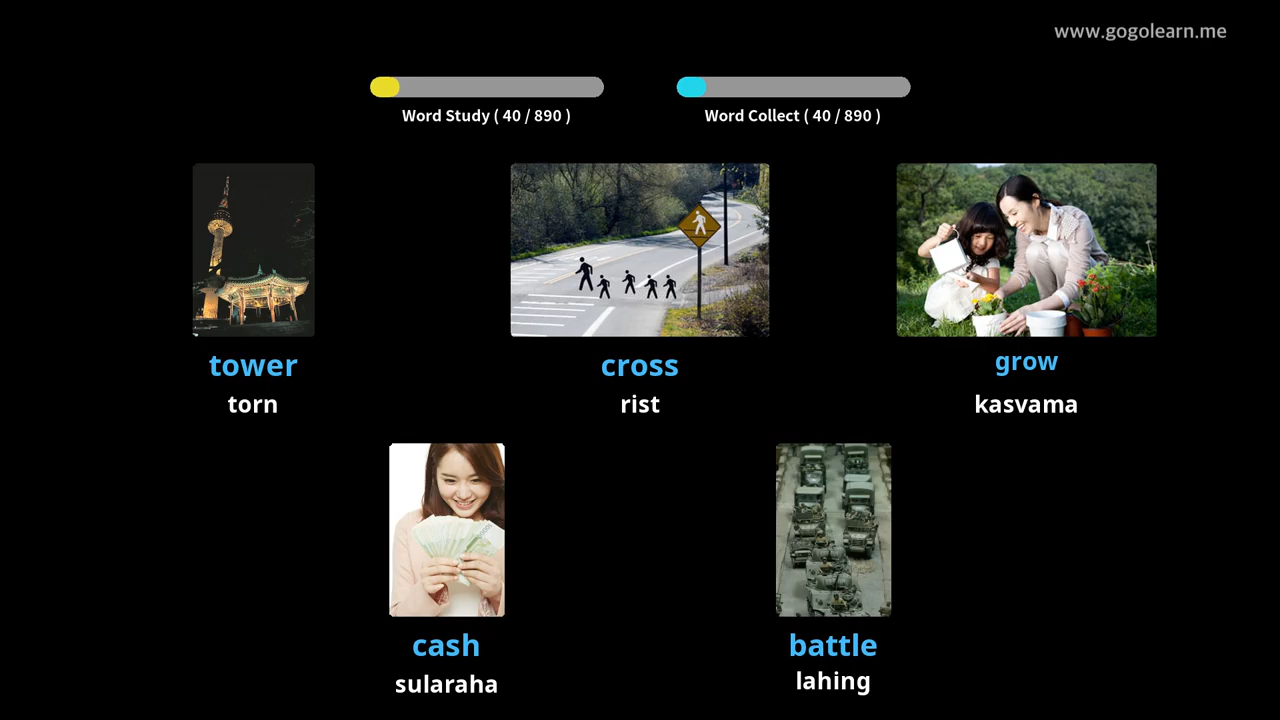 www.gogolearn.me
Word Study ( 40 / 890 )
Word Collect ( 40 / 890 )
tower
torn
cross
rist
grow
kasvama
cash
sularaha
battle
lahing